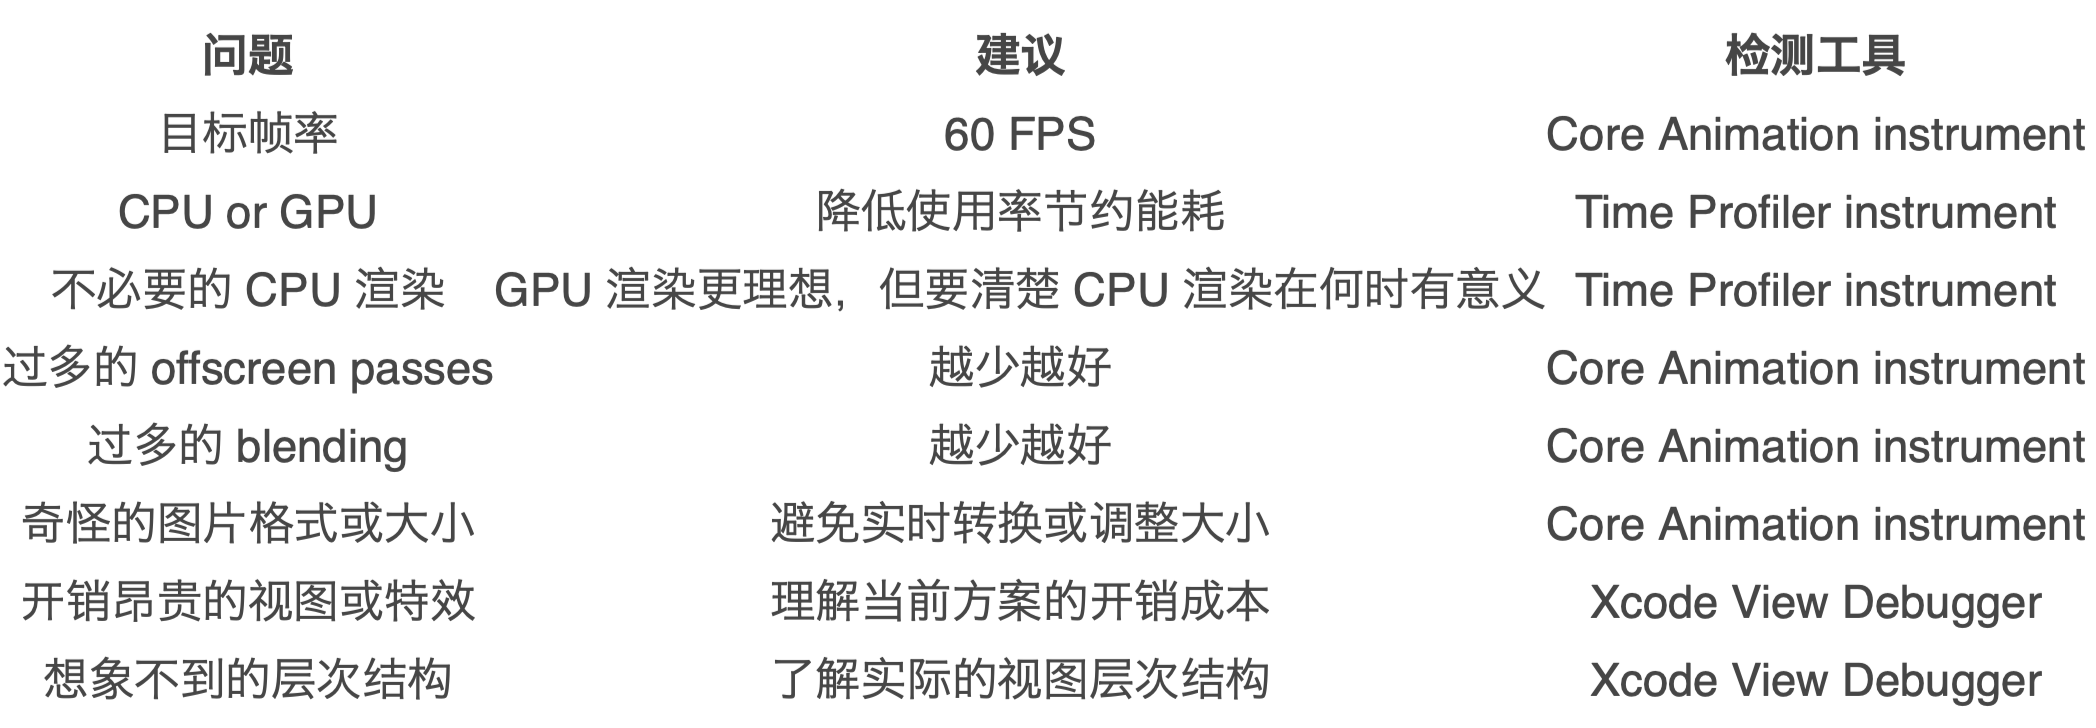 问题 建议 检测工具
目标帧率 60 FPS Core Animation instrument
CPU or GPU 降低使用率节约能耗 Time Profiler instrument
不必要的 CPU 渲染 GPU 渲染更理想，但要清楚 CPU 渲染在何时有意义 Time Profiler instrument
过多的 offscreen passes 越少越好 Core Animation instrument
过多的 blending 越少越好 Core Animation instrument
奇怪的图片格式或大小 避免实时转换或调整大小 Core Animation instrument
开销昂贵的视图或特效 理解当前方案的开销成本 Xcode View Debugger
想象不到的层次结构 了解实际的视图层次结构 Xcode View Debugger